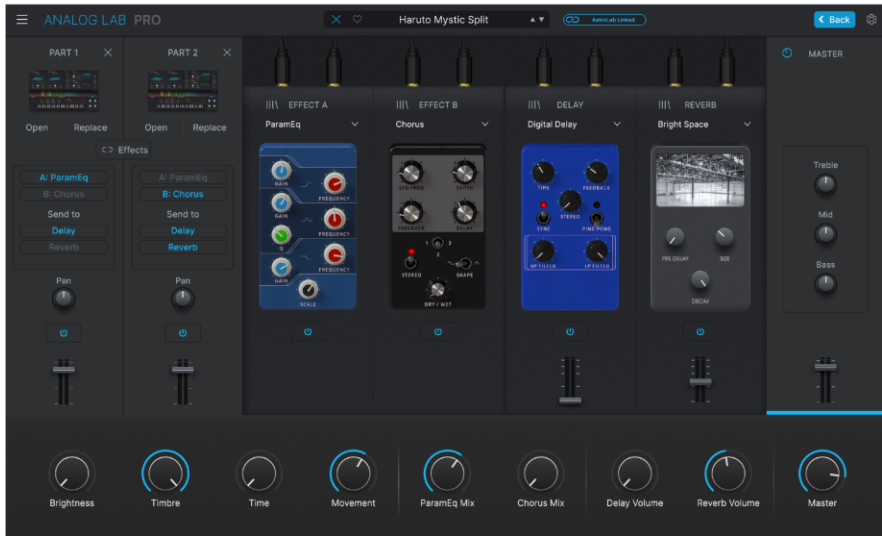 ANALOG LAB PRO
Haruto Mystic Split
AstroLab Linked
Back
PART 1
PART 2
Open Replace
Open Replace
Effects
A: ParamEq
B: Chorus
Send to
Delay
Reverb
Pan
A: ParamEq
B: Chorus
Send to
Delay
Reverb
Pan
EFFECT A
ParamEq
GAIN
FREQUENCY
GAIN
FREQUENCY
Q
FREQUENCY
GAIN
SCALE
EFFECT B
Chorus
LFO FREQ
DEPTH
FEEDBACK
DELAY
1
2
3
STEREO
SHAPE
DRY / WET
DELAY
Digital Delay
TIME
FEEDBACK
STEREO
SYNC
PING PONG
HP FILTER
LP FILTER
REVERB
Bright Space
PRE DELAY
SIZE
DECAY
MASTER
Treble
Mid
Bass
Brightness
Timbre
Time
Movement
ParamEq Mix
Chorus Mix
Delay Volume
Reverb Volume
Master